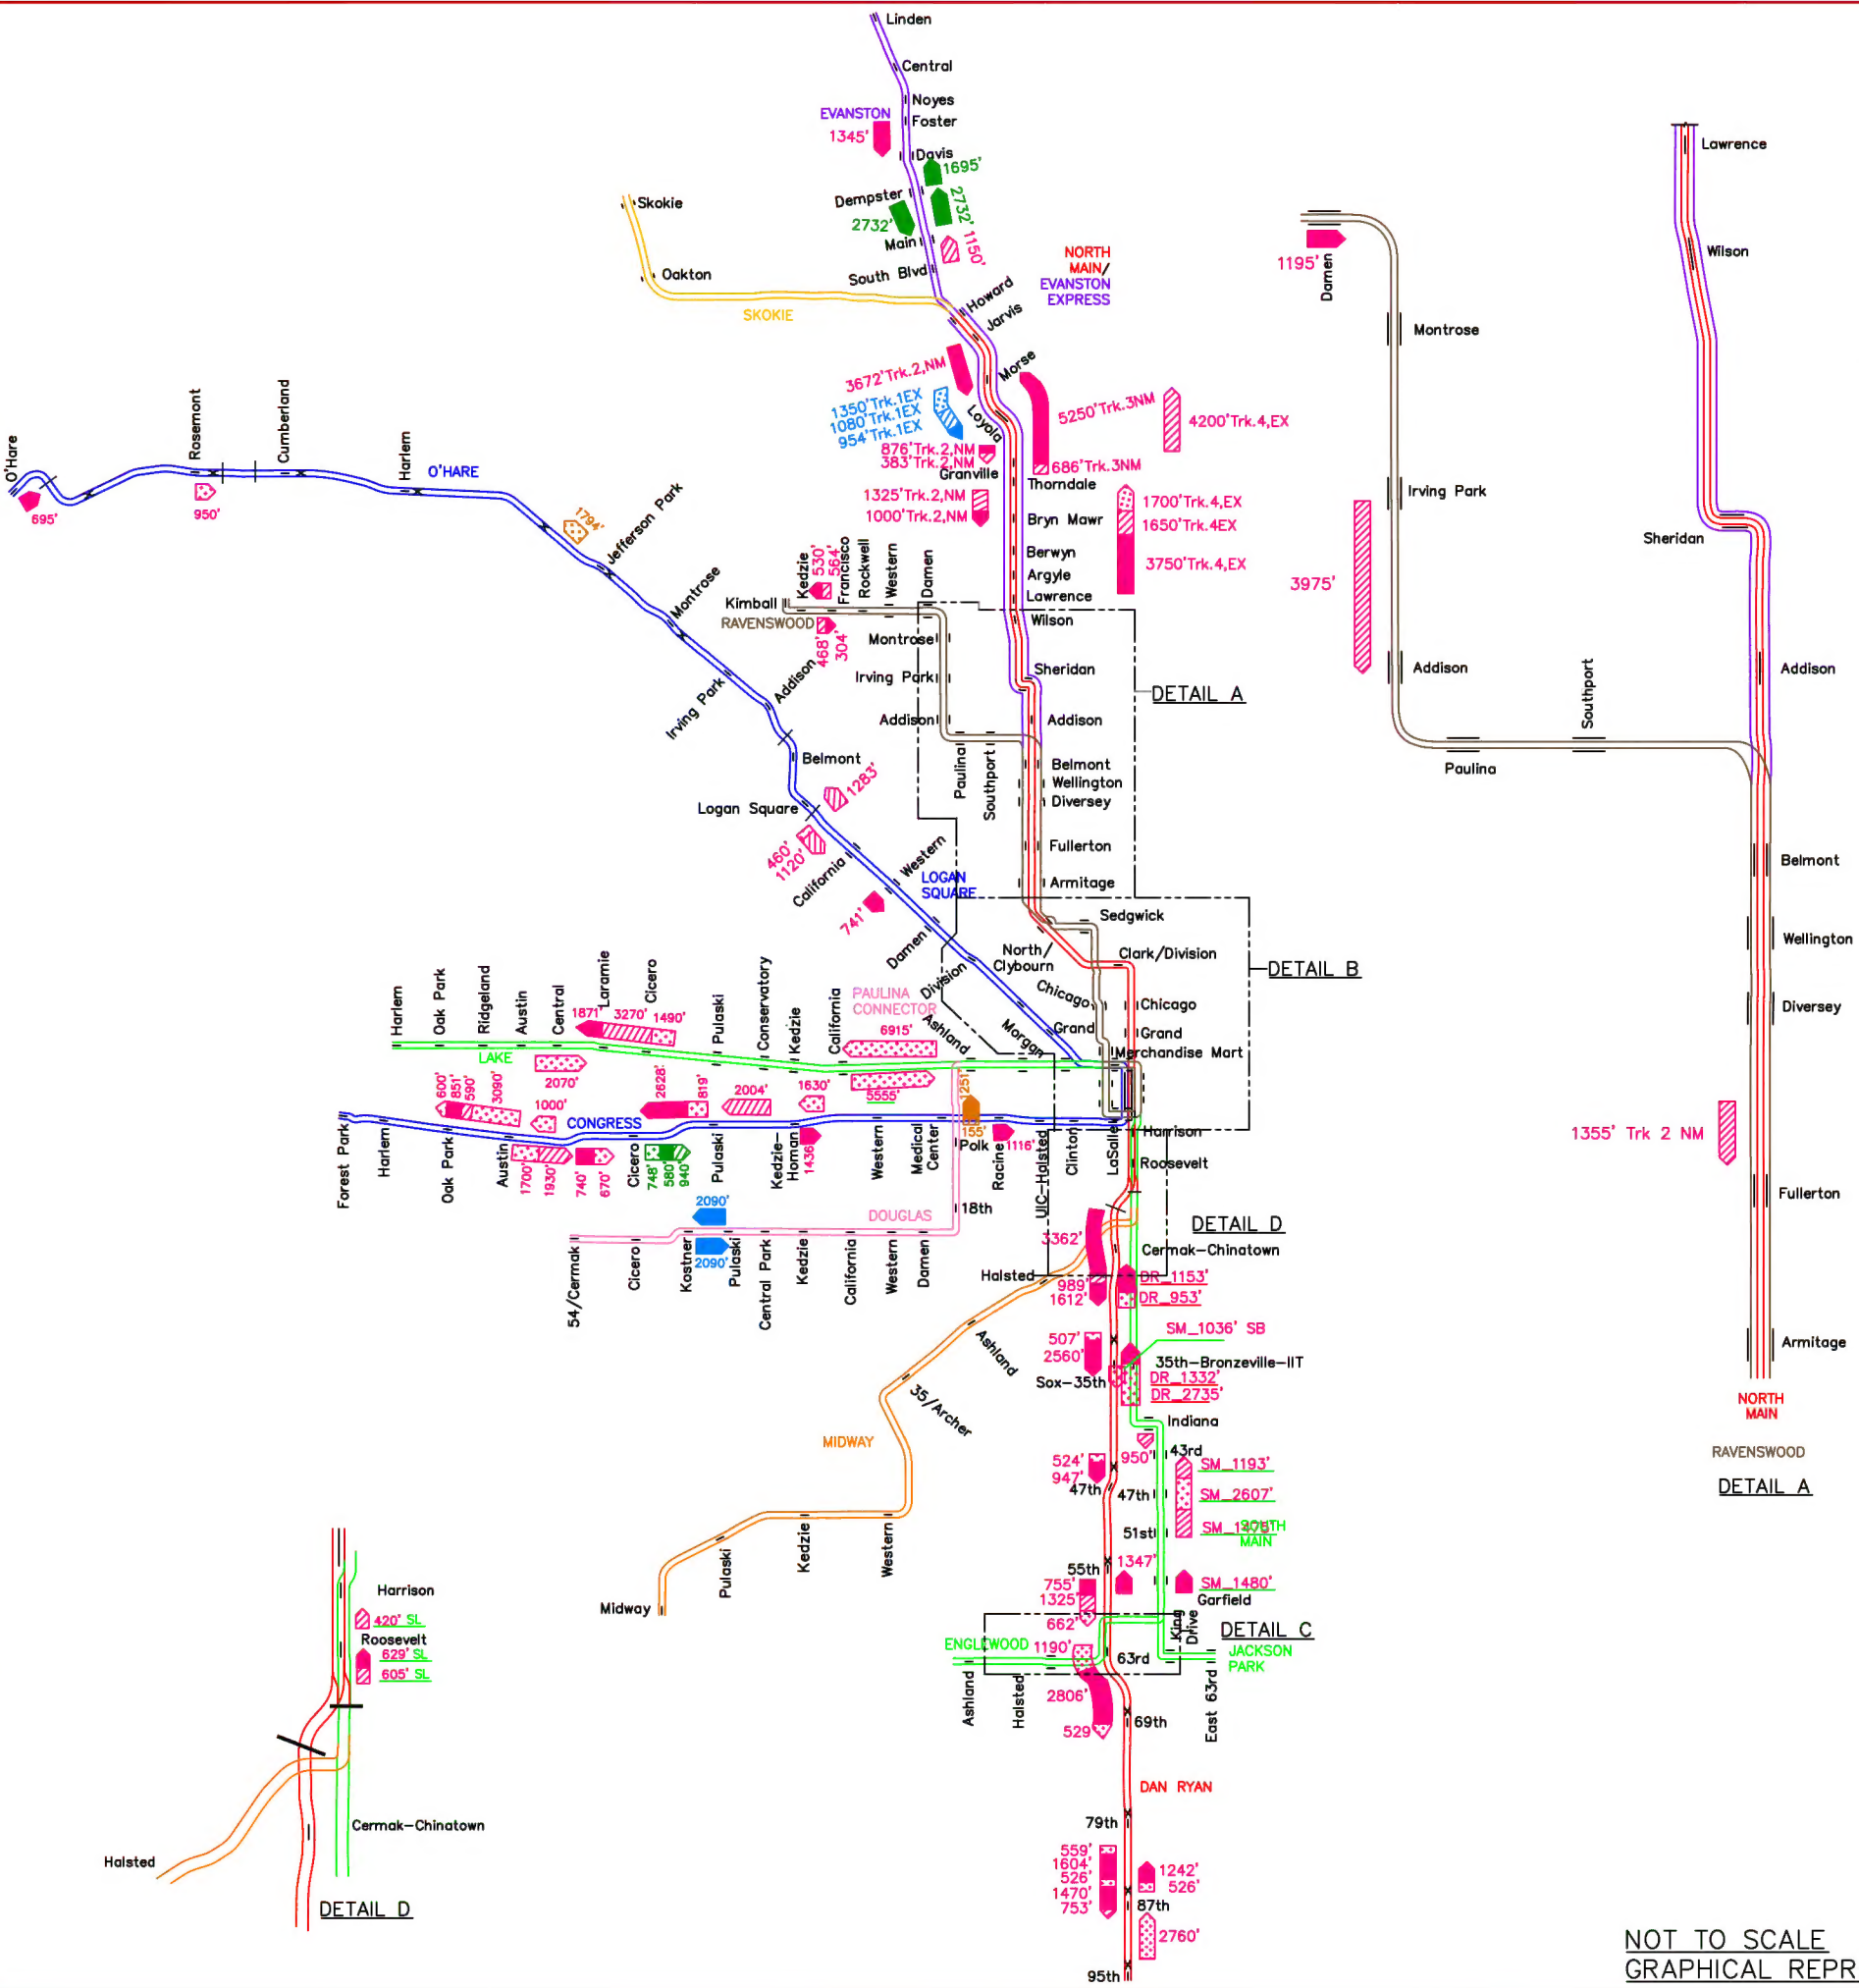 Linden
Central
Noyes
Foster
EVANSTON
1345'
Davis
1695'
Dempster
2732'
2732'
Main
1150'
South Blvd
Skokie
Oakton
SKOKIE
NORTH
MAIN/
EVANSTON
EXPRESS
Howard
Jarvis
Morse
3672'Trk.2,NM
1350'Trk.1EX
1080'Trk.1EX
954'Trk.1EX
Loyola
5250'Trk.3NM
4200'Trk.4,EX
876'Trk.2,NM
383'Trk.2,NM
686'Trk.3NM
Granville
Thorndale
1325'Trk.2,NM
1000'Trk.2,NM
Bryn Mawr
1700'Trk.4,EX
1650'Trk.4EX
3750'Trk.4,EX
Berwyn
Argyle
Lawrence
Wilson
Sheridan
Addison
Belmont
Wellington
Diversey
Fullerton
Armitage
DETAIL A
O'Hare
695'
Rosemont
950'
Cumberland
Harlem
O'HARE
1794'
Jefferson Park
Montrose
Irving Park
Addison
Belmont
Logan Square
1283'
460'
1120'
California
Western
741'
LOGAN
SQUARE
Damen
Division
Kimball
RAVENSWOOD
Kedzie
530'
564'
Francisco
Rockwell
Western
Damen
468'
304'
Montrose
Irving Park
Addison
Paulina
Southport
Sedgwick
North/
Clybourn
Clark/Division
DETAIL B
Chicago
Chicago
Grand
Grand
Merchandise Mart
Harlem
Oak Park
Ridgeland
Austin
Central
Laramie
Cicero
Pulaski
Conservatory
Kedzie
California
Ashland
Morgan
1871'
3270'
1490'
LAKE
2070'
PAULINA
CONNECTOR
6915'
5555'
600'
851'
590'
3090'
1000'
CONGRESS
2628'
819'
2004'
1630'
1251'
155'
Forest Park
Harlem
Oak Park
Austin
1700'
1930'
740'
670'
Cicero
748'
580'
940'
Pulaski
Kedzie-
Homan
1436'
Western
Medical
Center
Polk
Racine
1116'
UIC-Halsted
Clinton
LaSalle
Harrison
Roosevelt
2090'
2090'
DOUGLAS
18th
54/Cermak
Cicero
Kostner
Pulaski
Central Park
Kedzie
California
Western
Damen
DETAIL D
3362'
Cermak-Chinatown
Halsted
989'
1612'
DR_1153'
DR_953'
Ashland
507'
2560'
SM_1036' SB
35th-Bronzeville-IIT
Sox-35th
DR_1332'
DR_2735'
35/Archer
Indiana
MIDWAY
950'
43rd
524'
947'
47th
47th
SM_1193'
SM_2607'
51st
SM_1475'
SOUTH
MAIN
Midway
Pulaski
Kedzie
Western
55th
1347'
755'
1325'
662'
SM_1480'
Garfield
King
Drive
DETAIL C
ENGLEWOOD
1190'
63rd
JACKSON
PARK
Ashland
Halsted
2806'
529'
69th
East 63rd
DAN RYAN
79th
559'
1604'
526'
1470'
753'
1242'
526'
87th
2760'
95th
Harrison
420' SL
Roosevelt
629' SL
605' SL
Cermak-Chinatown
Halsted
DETAIL D
Lawrence
Wilson
1195'
Damen
Montrose
Irving Park
Sheridan
3975'
Addison
Southport
Addison
Paulina
Belmont
Wellington
Diversey
1355' Trk 2 NM
Fullerton
Armitage
NORTH
MAIN
RAVENSWOOD
DETAIL A
NOT TO SCALE
GRAPHICAL REPR